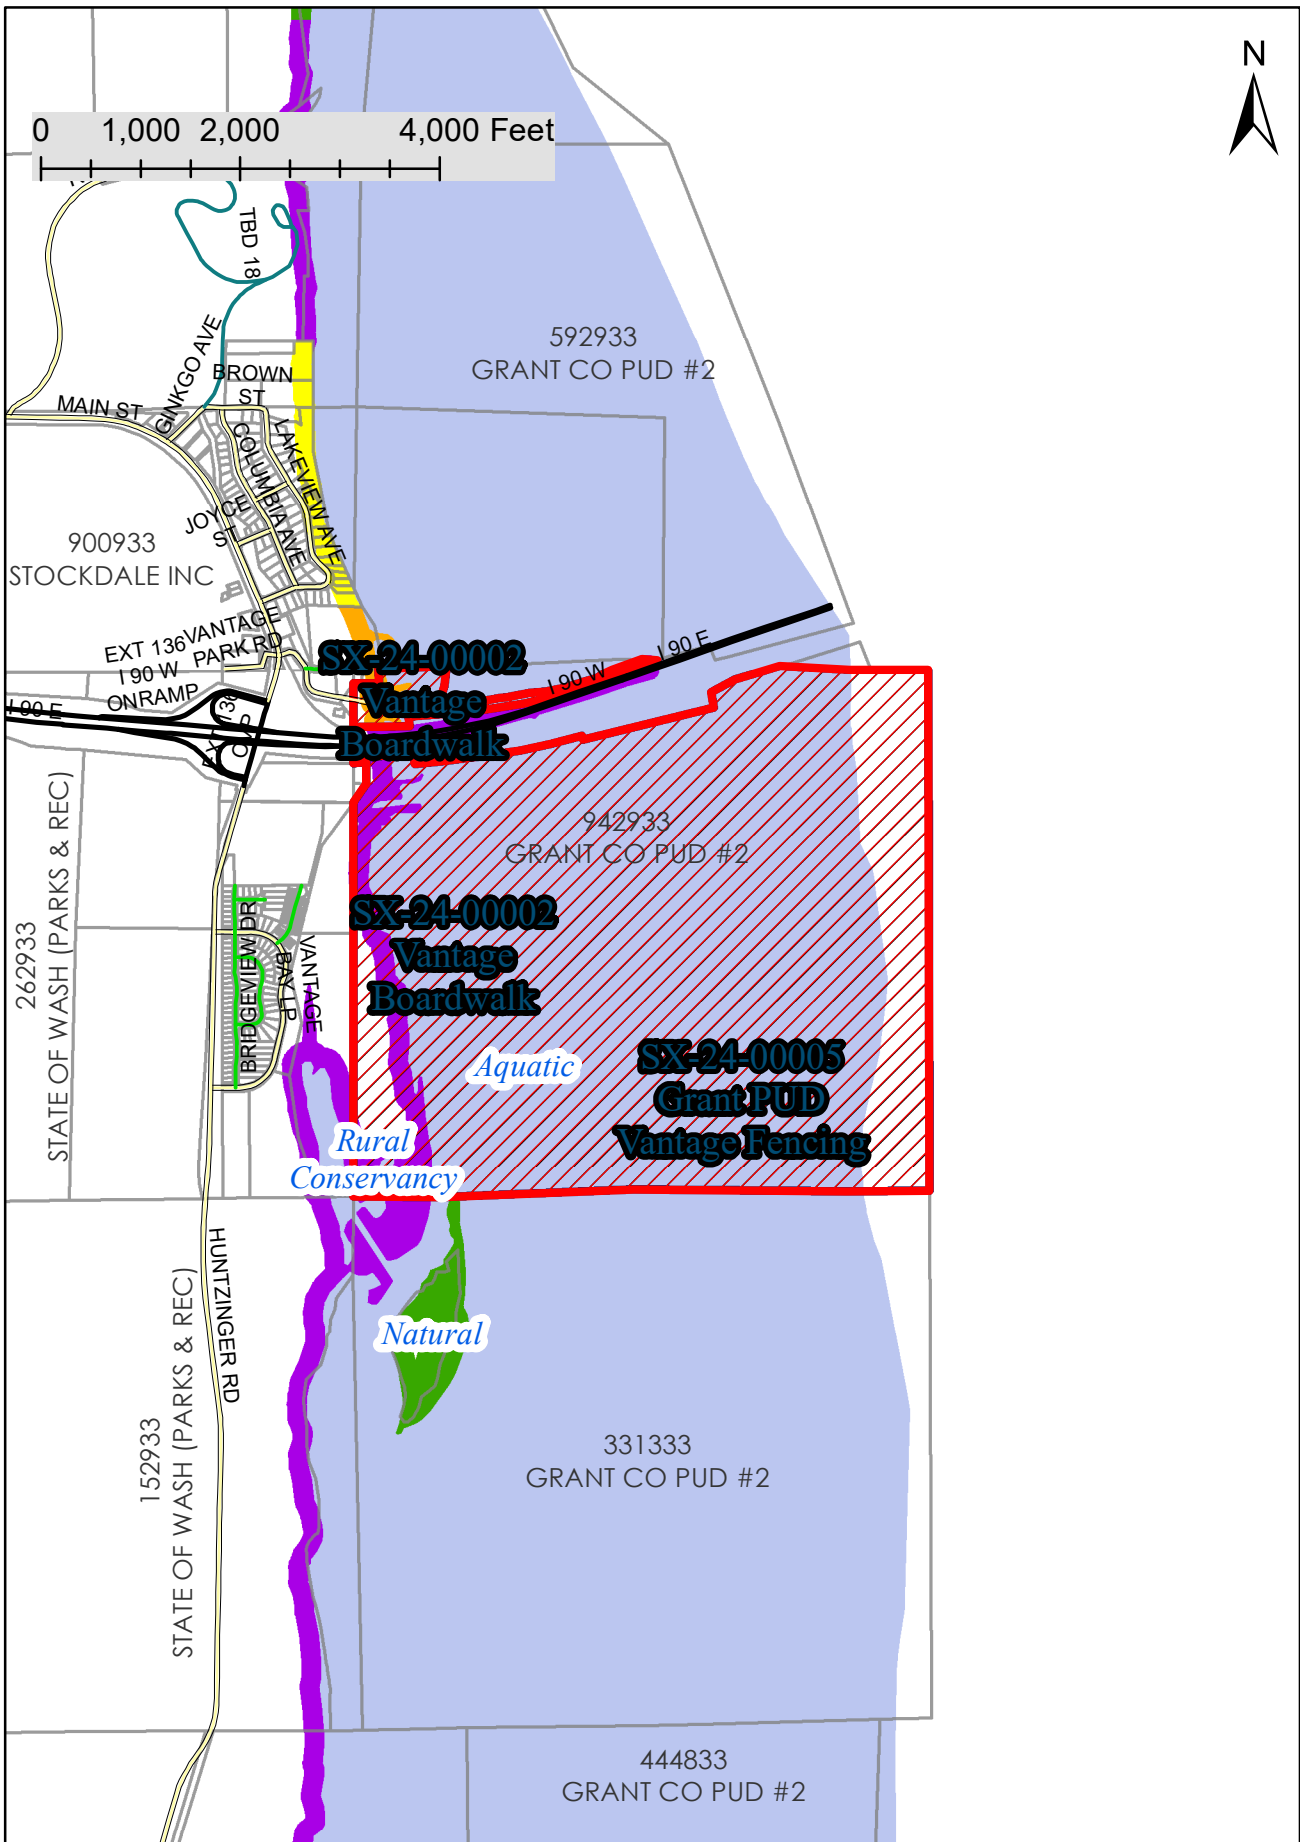 N
0 1,000 2,000 4,000 Feet
TBD 18
GINKGO AVE
BROWN
ST
MAIN ST
COLUMBIA AVE
LAKEVIEW AVE
JOYCE
ST
592933
GRANT CO PUD #2
900933
STOCKDALE INC
EXT 136
VANTAGE
PARK RD
I 90 W
ONRAMP
I 90 E
EXT 136
OVP
SX-24-00002
Vantage
Boardwalk
I 90 W
I 90 E
262933
STATE OF WASH (PARKS & REC)
942933
GRANT CO PUD #2
SX-24-00002
Vantage
Boardwalk
BRIDGEVIEW DR
VANTAGE
BAY LP
Aquatic
SX-24-00005
Grant PUD
Vantage Fencing
Rural
Conservancy
HUNTZINGER RD
Natural
152933
STATE OF WASH (PARKS & REC)
331333
GRANT CO PUD #2
444833
GRANT CO PUD #2